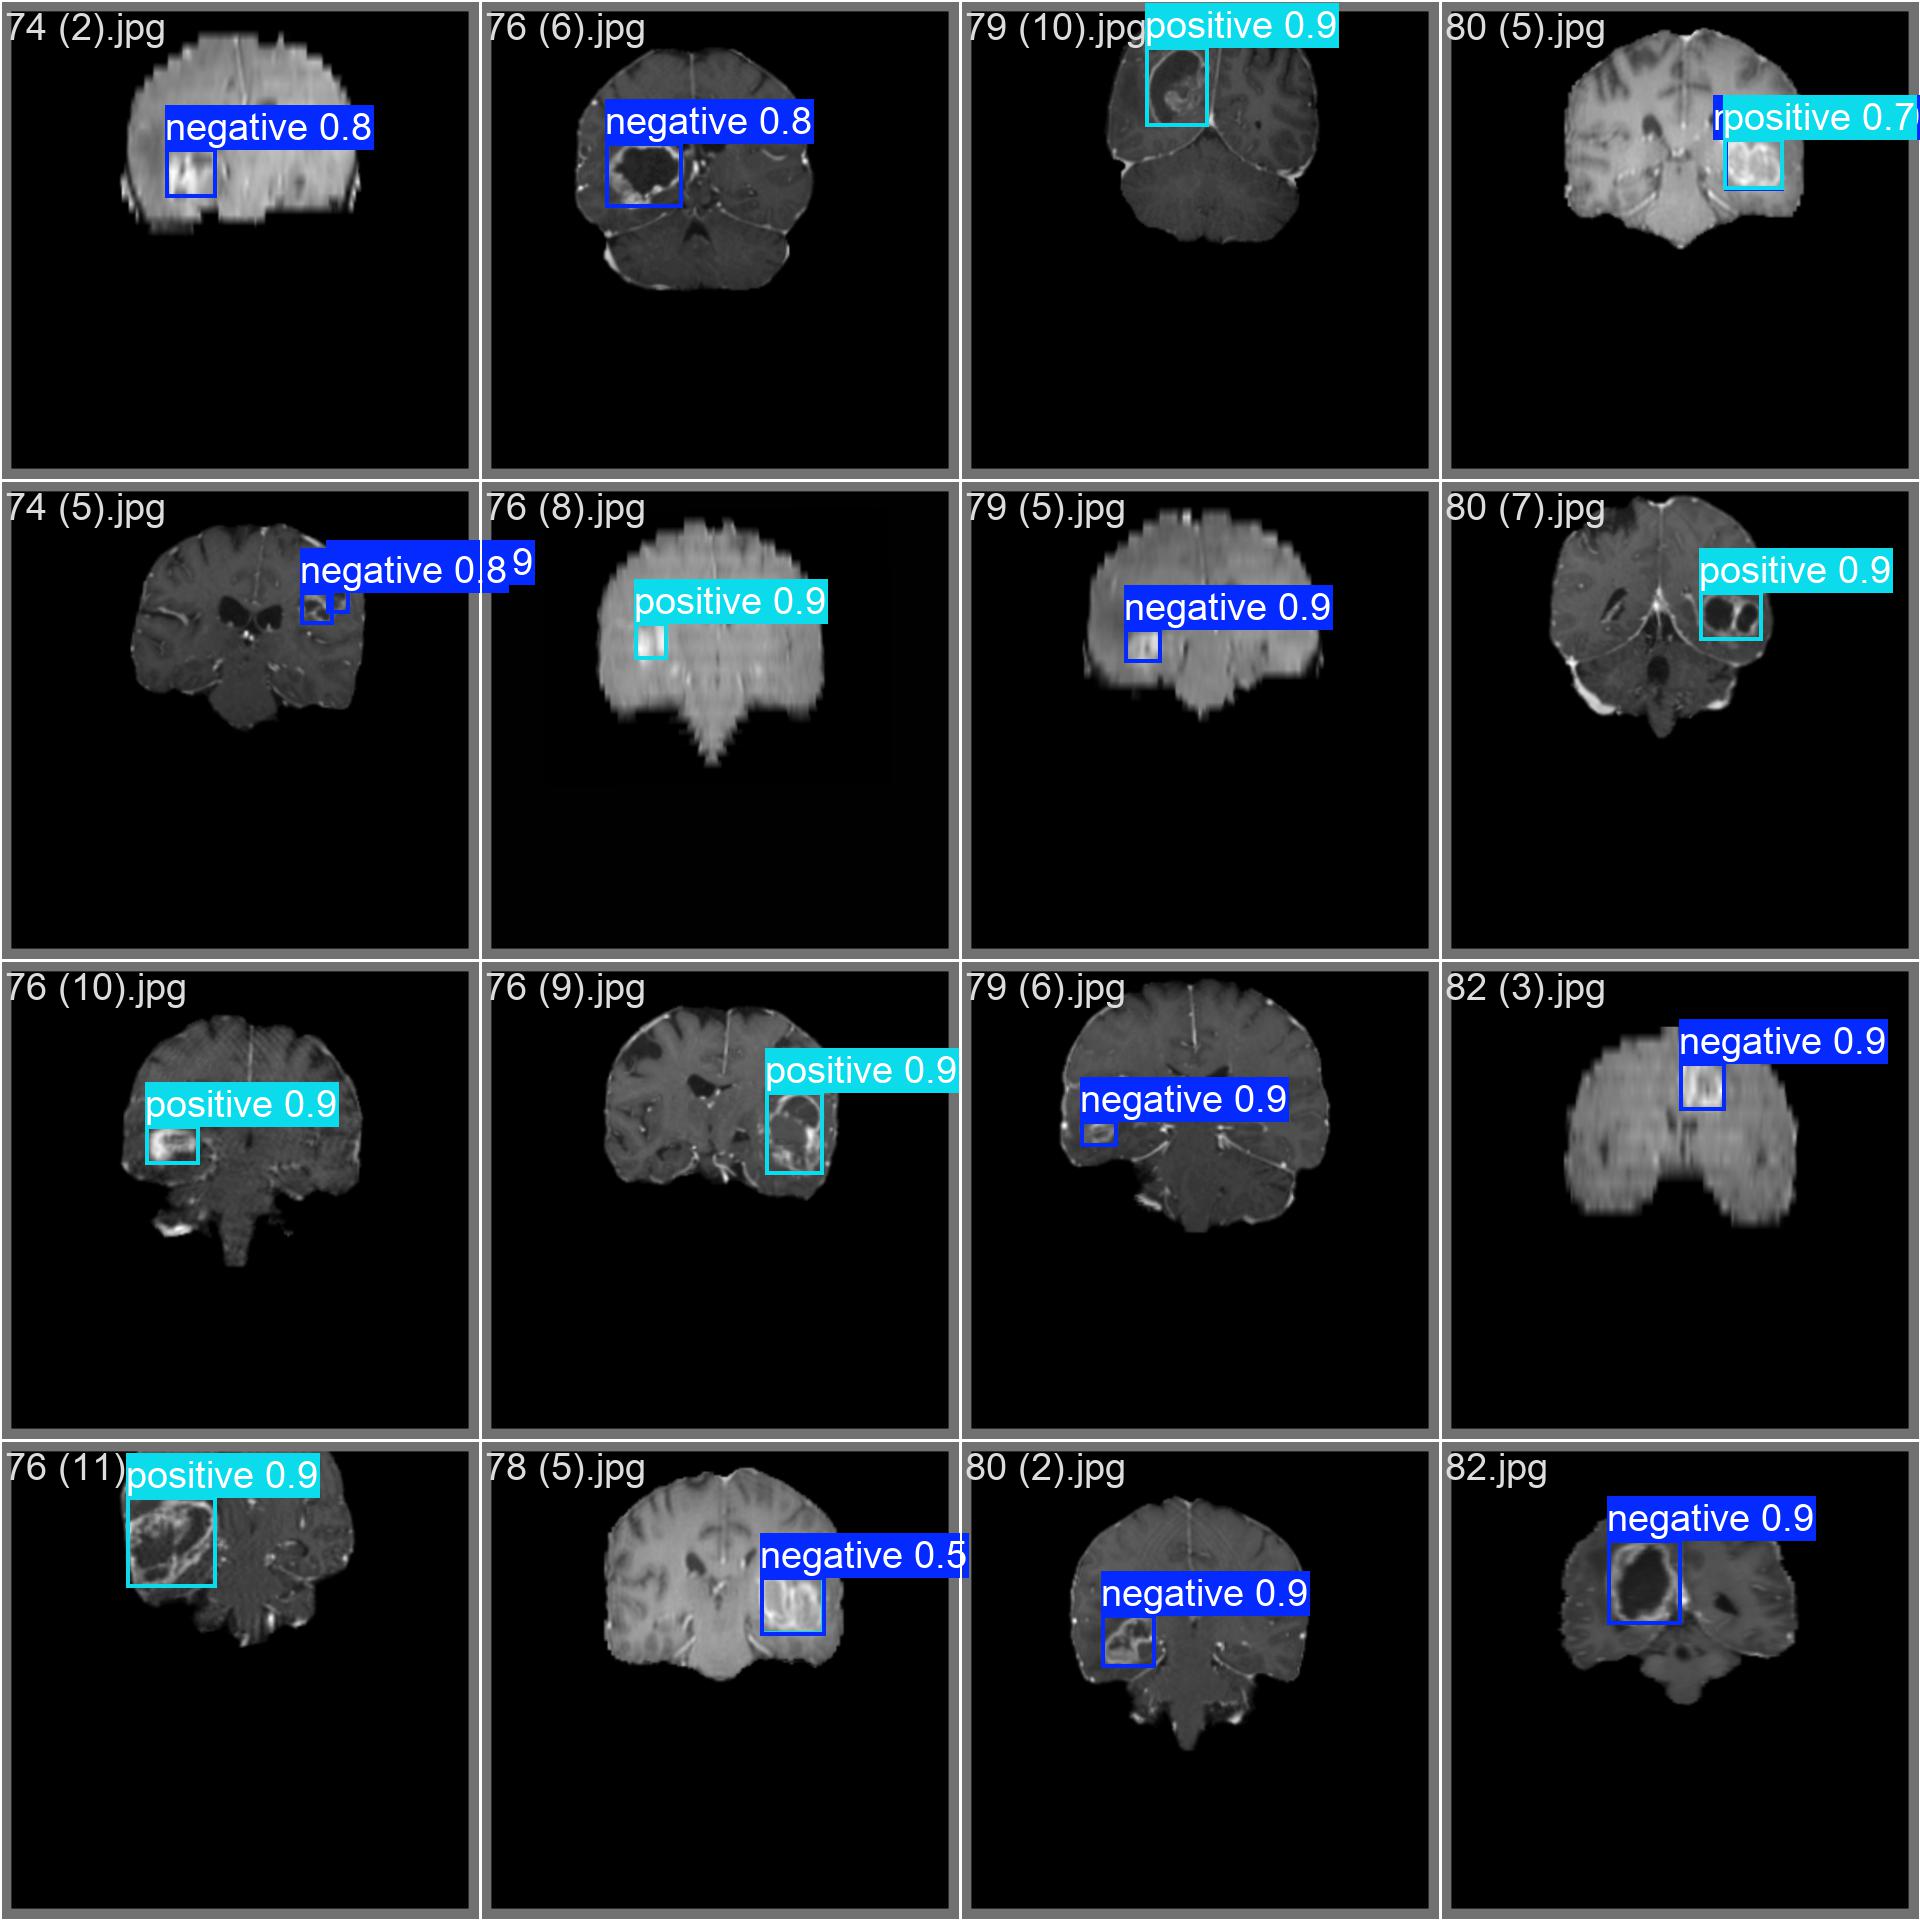 74 (2).jpg
negative 0.8
76 (6).jpg
negative 0.8
79 (10).jpg
positive 0.9
80 (5).jpg
positive 0.7
74 (5).jpg
negative 0.8
9
76 (8).jpg
positive 0.9
79 (5).jpg
negative 0.9
80 (7).jpg
positive 0.9
76 (10).jpg
positive 0.9
76 (9).jpg
positive 0.9
79 (6).jpg
negative 0.9
82 (3).jpg
negative 0.9
76 (11)
positive 0.9
78 (5).jpg
negative 0.5
80 (2).jpg
negative 0.9
82.jpg
negative 0.9